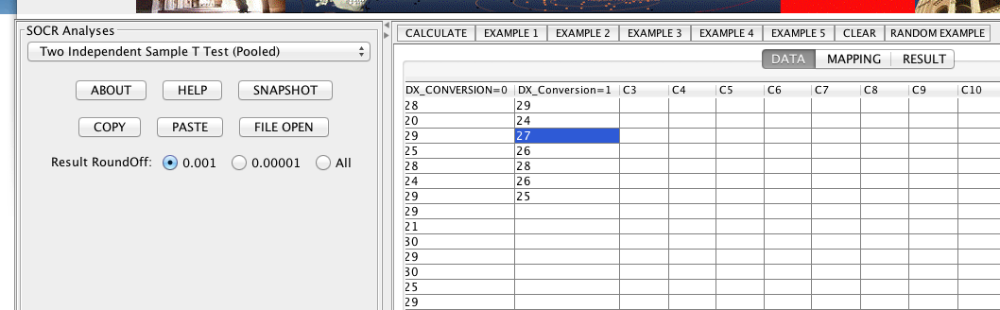 SOCR Analyses
Two Independent Sample T Test (Pooled)
ABOUT HELP SNAPSHOT
COPY PASTE FILE OPEN
Result RoundOff: 0.001 0.00001 All
CALCULATE EXAMPLE 1 EXAMPLE 2 EXAMPLE 3 EXAMPLE 4 EXAMPLE 5 CLEAR RANDOM EXAMPLE
DATA MAPPING RESULT
DX_CONVERSION=0 DX_Conversion=1 C3 C4 C5 C6 C7 C8 C9 C10
28 29
20 24
29 27
25 26
28 28
24 26
29 25
29
21
30
29
30
25
29